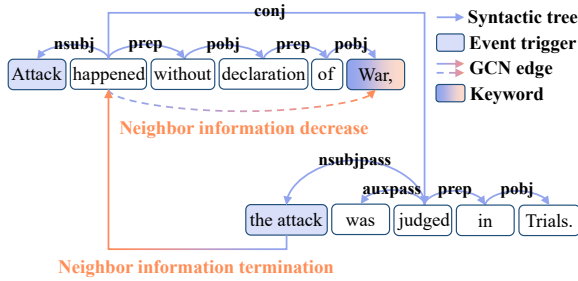 conj
Syntactic tree
nsubj prep pobj prep pobj
Event trigger
Attack happened without declaration of War,
GCN edge
Keyword
Neighbor information decrease
nsubjpass
auxpass prep pobj
the attack was judged in Trials.
Neighbor information termination